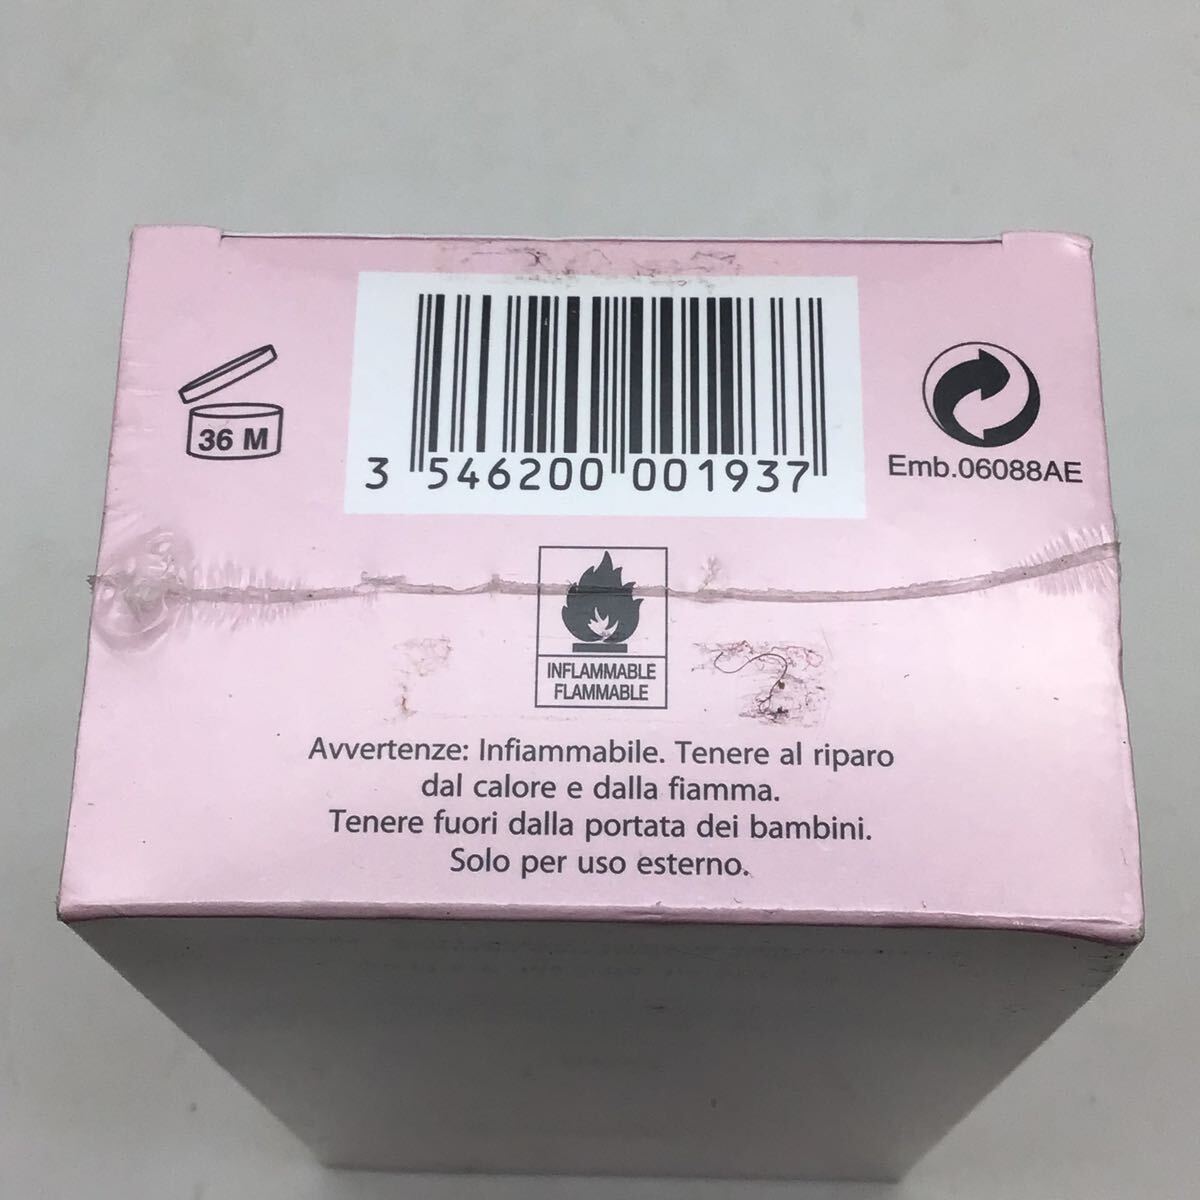 36 M
3 546200 001937
Emb.06088AE
INFLAMMABLE
FLAMMABLE
Avvertenze: Infiammabile. Tenere al riparo
dal calore e dalla fiamma.
Tenere fuori dalla portata dei bambini.
Solo per uso esterno.